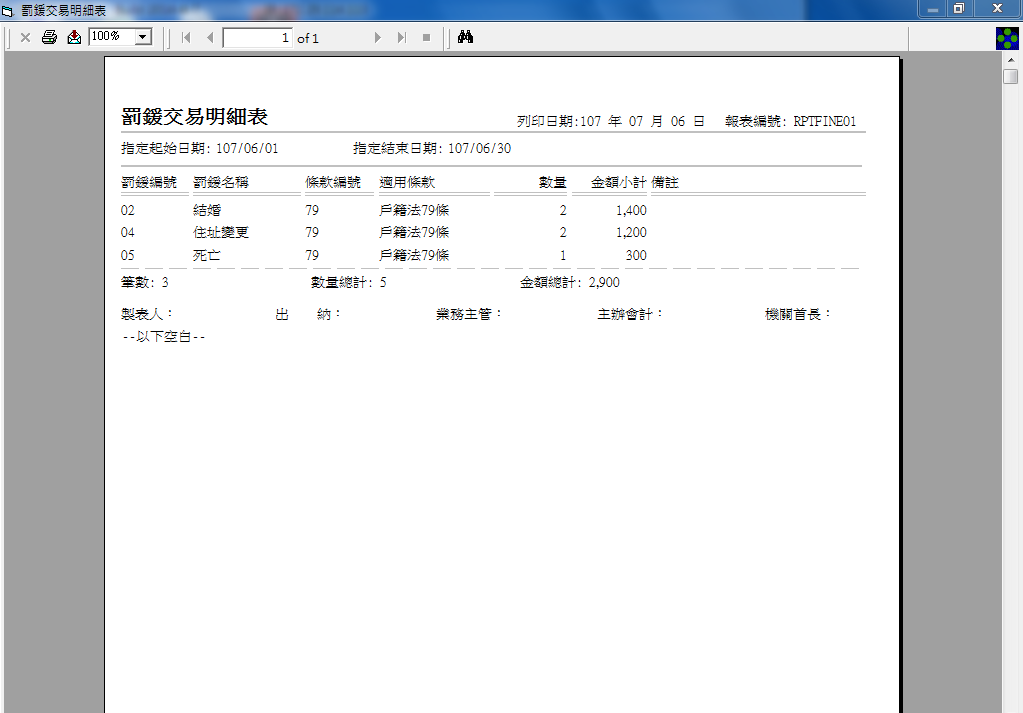 罰鍰交易明細表
100% 1 of 1
罰鍰交易明細表 列印日期:107 年 07 月 06 日 報表編號: RPTFINE01
指定起始日期: 107/06/01 指定結束日期: 107/06/30
罰鍰編號 罰鍰名稱 條款編號 適用條款 數量 金額小計 備註
02 結婚 79 戶籍法79條 2 1,400
04 住址變更 79 戶籍法79條 2 1,200
05 死亡 79 戶籍法79條 1 300
筆數: 3 數量總計: 5 金額總計: 2,900
製表人： 出 納： 業務主管： 主辦會計： 機關首長：
--以下空白--